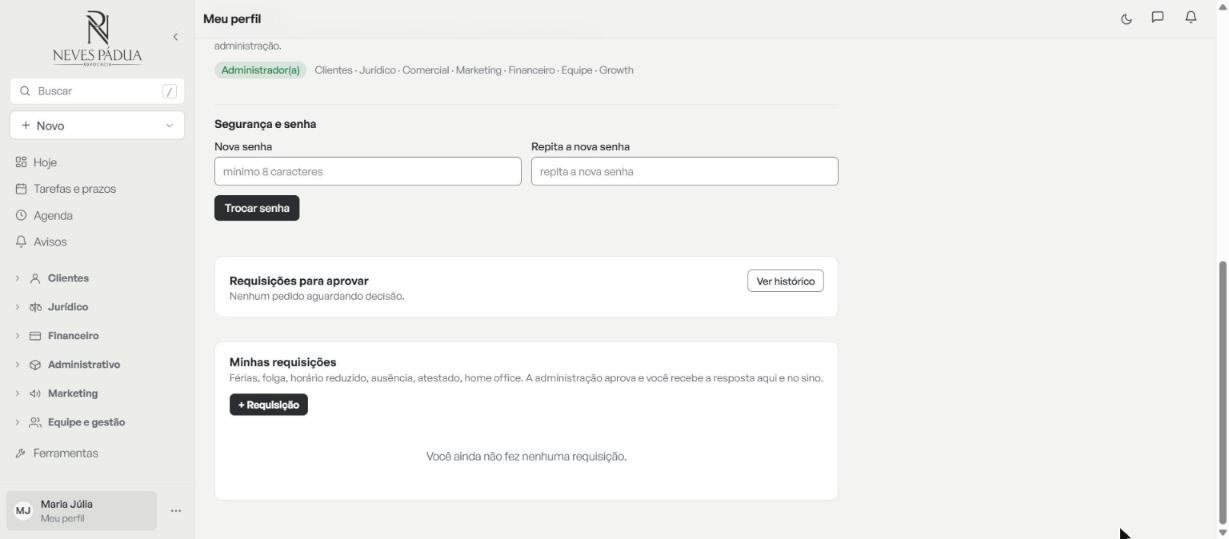 NEVES PÁDUA
ADVOCACIA
Buscar /
+ Novo
Hoje
Tarefas e prazos
Agenda
Avisos
Clientes
Jurídico
Financeiro
Administrativo
Marketing
Equipe e gestão
Ferramentas
MJ
Maria Júlia
Meu perfil
Meu perfil
administração.
Administrador(a) Clientes · Jurídico · Comercial · Marketing · Financeiro · Equipe · Growth
Segurança e senha
Nova senha Repita a nova senha
mínimo 8 caracteres repita a nova senha
Trocar senha
Requisições para aprovar
Ver histórico
Nenhum pedido aguardando decisão.
Minhas requisições
Férias, folga, horário reduzido, ausência, atestado, home office. A administração aprova e você recebe a resposta aqui e no sino.
+ Requisição
Você ainda não fez nenhuma requisição.